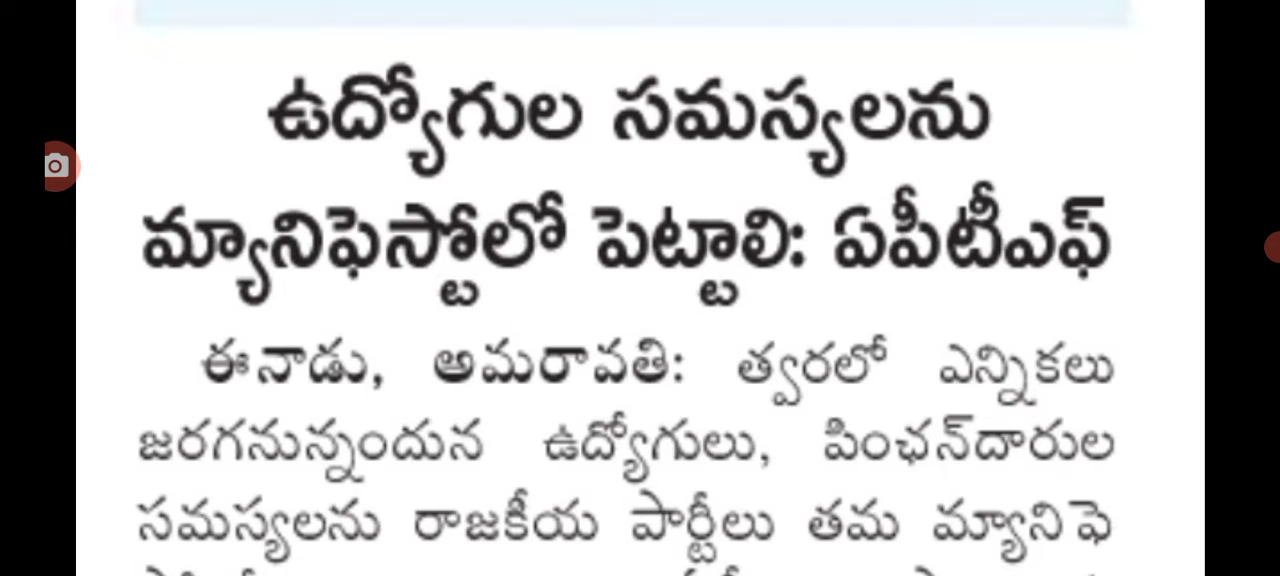 ఉద్యోగుల సమస్యలను
మ్యానిఫెస్టోలో పెట్టాలి: ఏపీటీఎఫ్
ఈనాడు, అమరావతి: త్వరలో ఎన్నికలు
జరగనున్నందున ఉద్యోగులు, పింఛన్‌దారుల
సమస్యలను రాజకీయ పార్టీలు తమ మ్యానిఫె